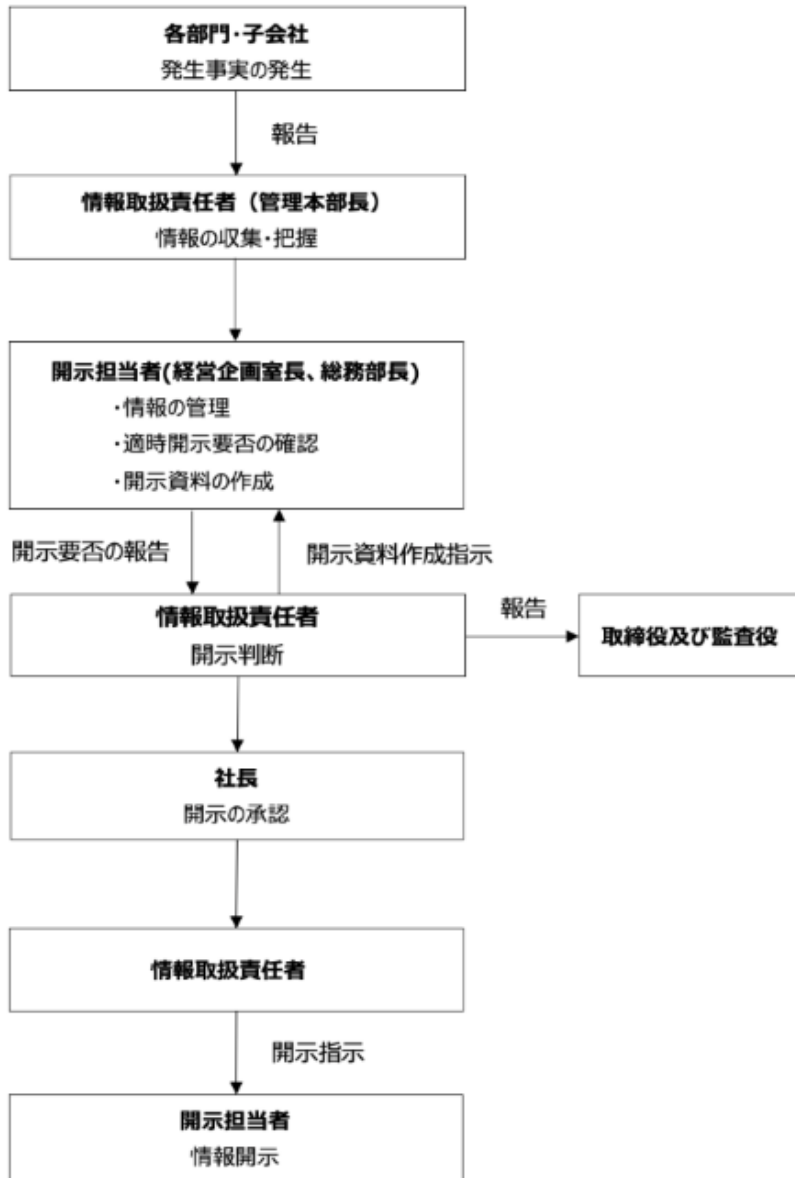 各部門・子会社
発生事実の発生
報告
情報取扱責任者（管理本部長）
情報の収集・把握
開示担当者(経営企画室長、総務部長)
・情報の管理
・適時開示要否の確認
・開示資料の作成
開示要否の報告
開示資料作成指示
情報取扱責任者
開示判断
報告
取締役及び監査役
社長
開示の承認
情報取扱責任者
開示指示
開示担当者
情報開示